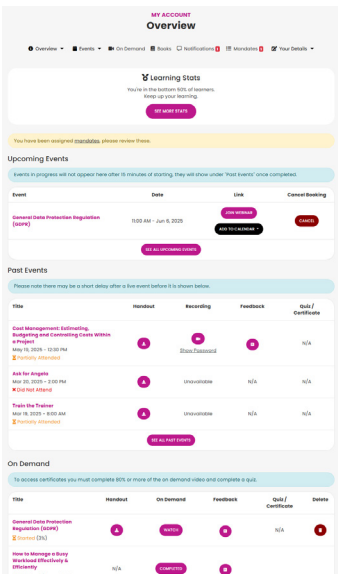 MY ACCOUNT
Overview
Overview Events On Demand Books Notifications Mandates Your Details
Learning Stats
You're in the bottom 50% of learners.
Keep up your learning.
SEE MORE STATS
You have been assigned mandates, please review these.
Upcoming Events
Events in progress will not appear here after 15 minutes of starting, they will show under "Past Events" once completed.
Event Date Link Cancel Booking
General Data Protection Regulation
(GDPR)
11:00 AM - Jun 6, 2025
JOIN WEBINAR
ADD TO CALENDAR
CANCEL
SEE ALL UPCOMING EVENTS
Past Events
Please note there may be a short delay after a live event before it is shown below.
Title Handout Recording Feedback Quiz /
Certificate
Cost Management: Estimating,
Budgeting and Controlling Costs Within
a Project
May 10, 2025 - 12:30 PM
Partially Attended
Show Password
N/A
Ask for Angela
Mar 20, 2025 - 2:00 PM
Did Not Attend
Unavailable N/A N/A
Train the Trainer
Mar 19, 2025 - 8:00 AM
Partially Attended
Unavailable N/A N/A
SEE ALL PAST EVENTS
On Demand
To access certificates you must complete 90% or more of the on demand video and complete a quiz.
Title Handout On Demand Feedback Quiz /
Certificate Delete
General Data Protection
Regulation (GDPR)
Started (3%)
WATCH
N/A
How to Manage a Busy
Workload Effectively &
Efficiently
N/A COMPLETED